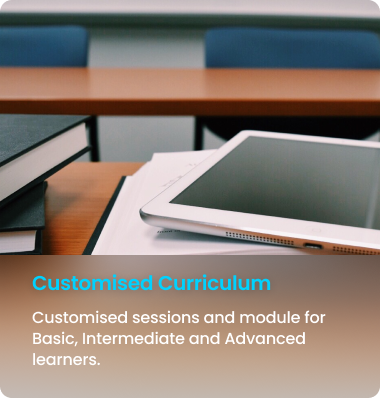 Customised Curriculum
Customised sessions and module for
Basic, Intermediate and Advanced
learners.